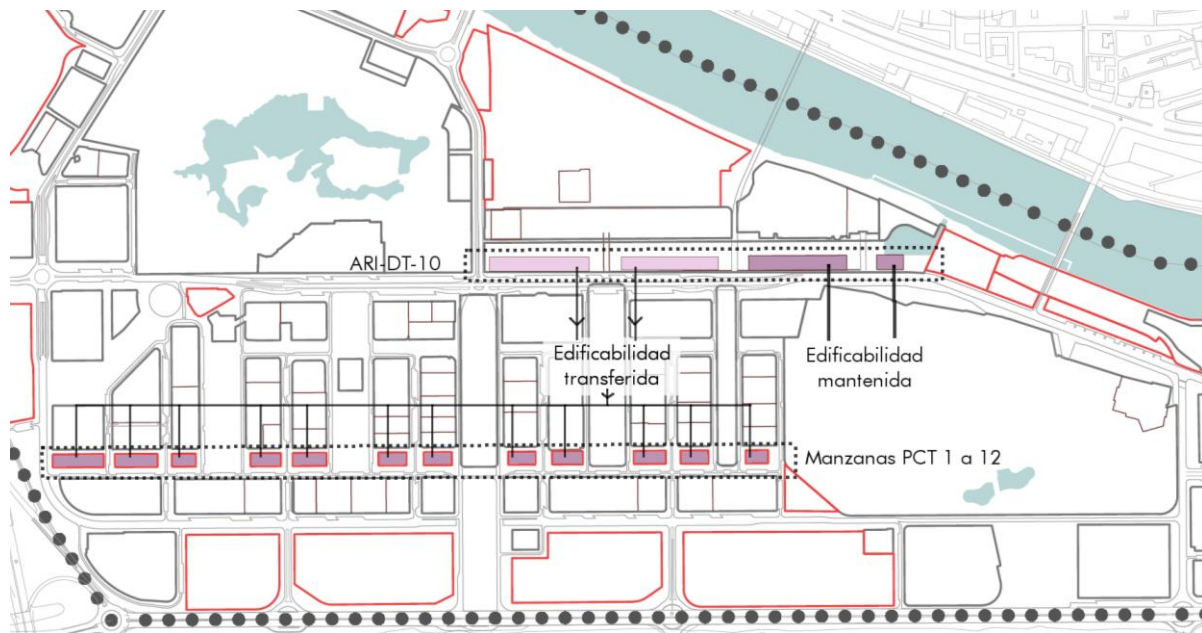 ARI-DT-10
Edificabilidad
transferida
Edificabilidad
mantenida
Manzanas PCT 1 a 12